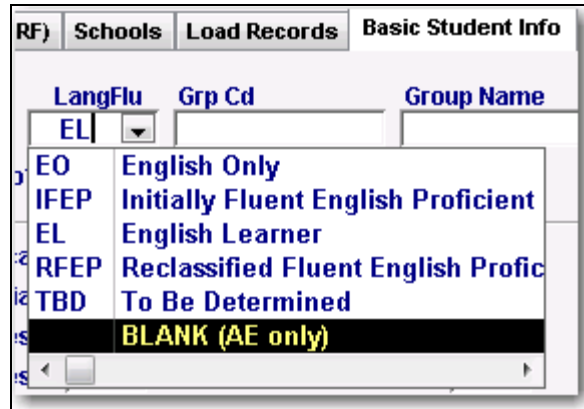 RF) Schools Load Records Basic Student Info
LangFlu Grp Cd Group Name
EL
EO English Only
IFEP Initially Fluent English Proficient
EL English Learner
RFEP Reclassified Fluent English Profic
TBD To Be Determined
BLANK (AE only)